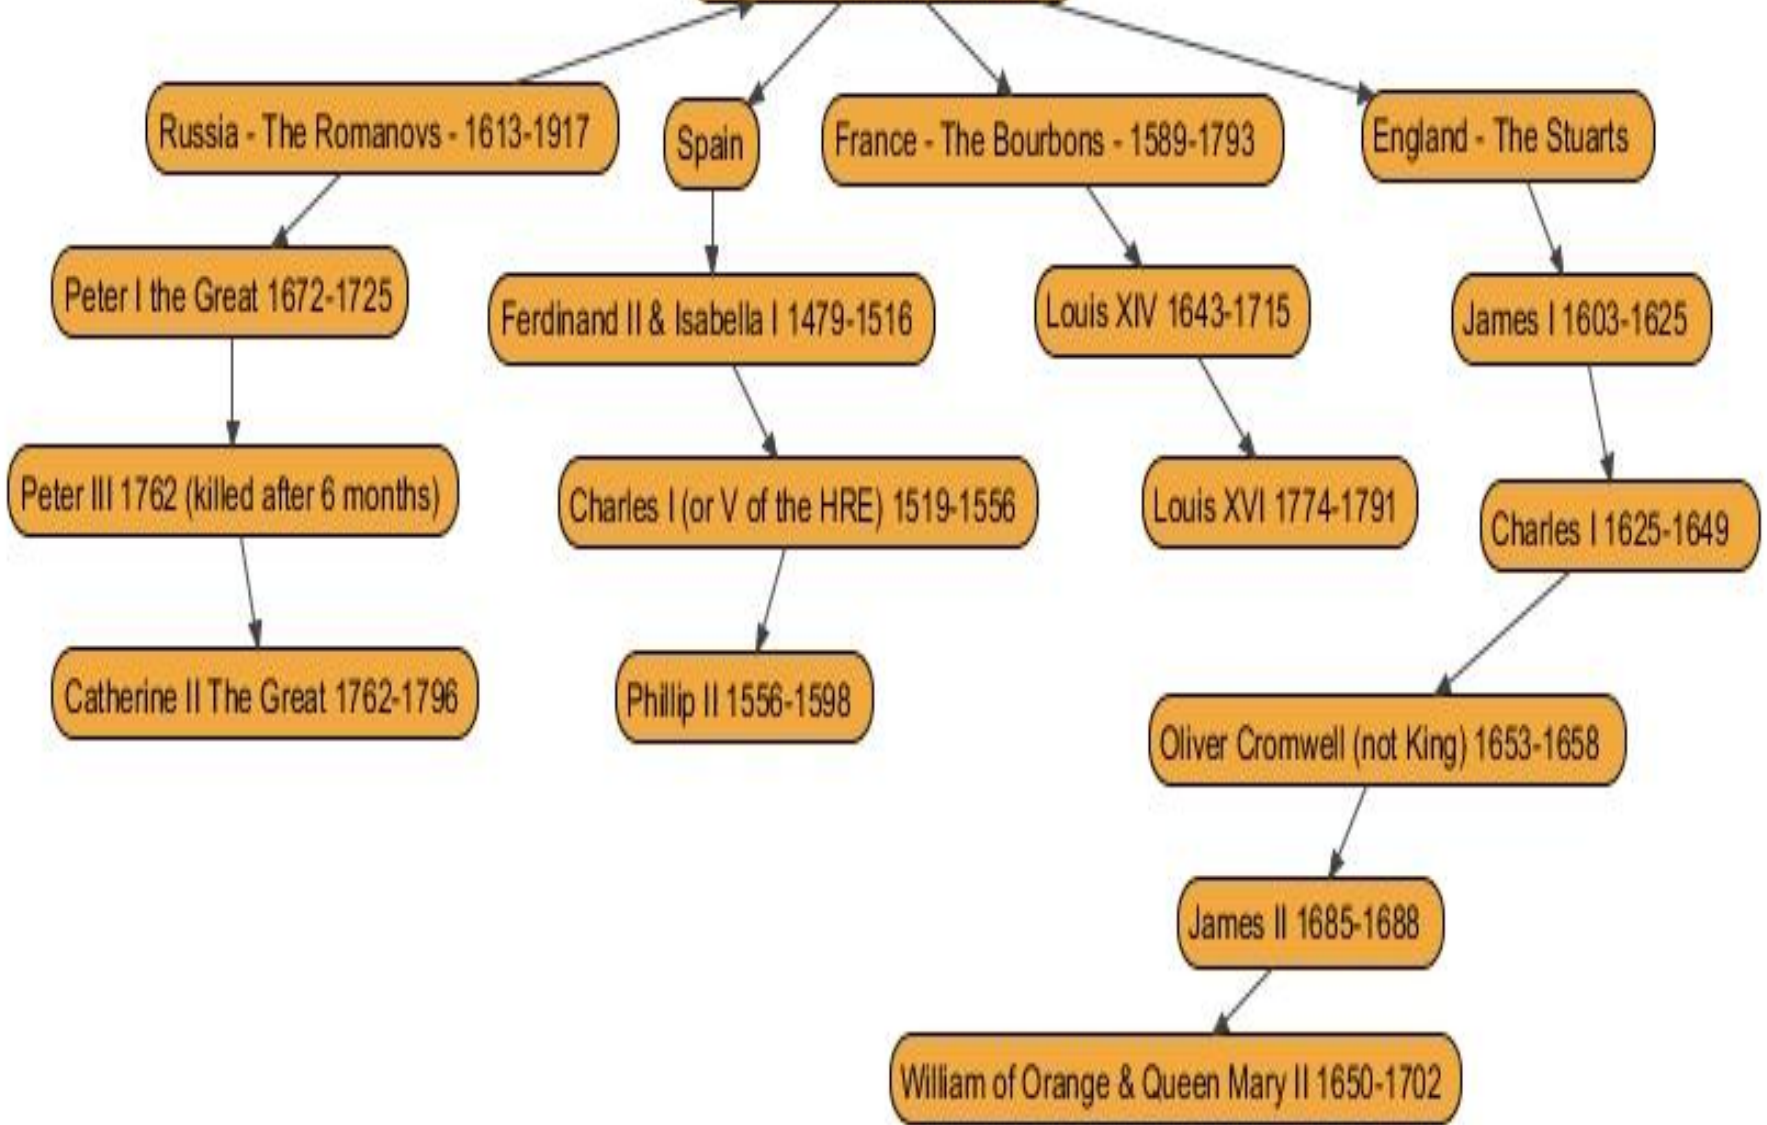 Russia - The Romanovs - 1613-1917
Spain
France - The Bourbons - 1589-1793
England - The Stuarts
Peter I the Great 1672-1725
Ferdinand II & Isabella I 1479-1516
Louis XIV 1643-1715
James I 1603-1625
Peter III 1762 (killed after 6 months)
Charles I (or V of the HRE) 1519-1556
Louis XVI 1774-1791
Charles I 1625-1649
Catherine II The Great 1762-1796
Phillip II 1556-1598
Oliver Cromwell (not King) 1653-1658
James II 1685-1688
William of Orange & Queen Mary II 1650-1702